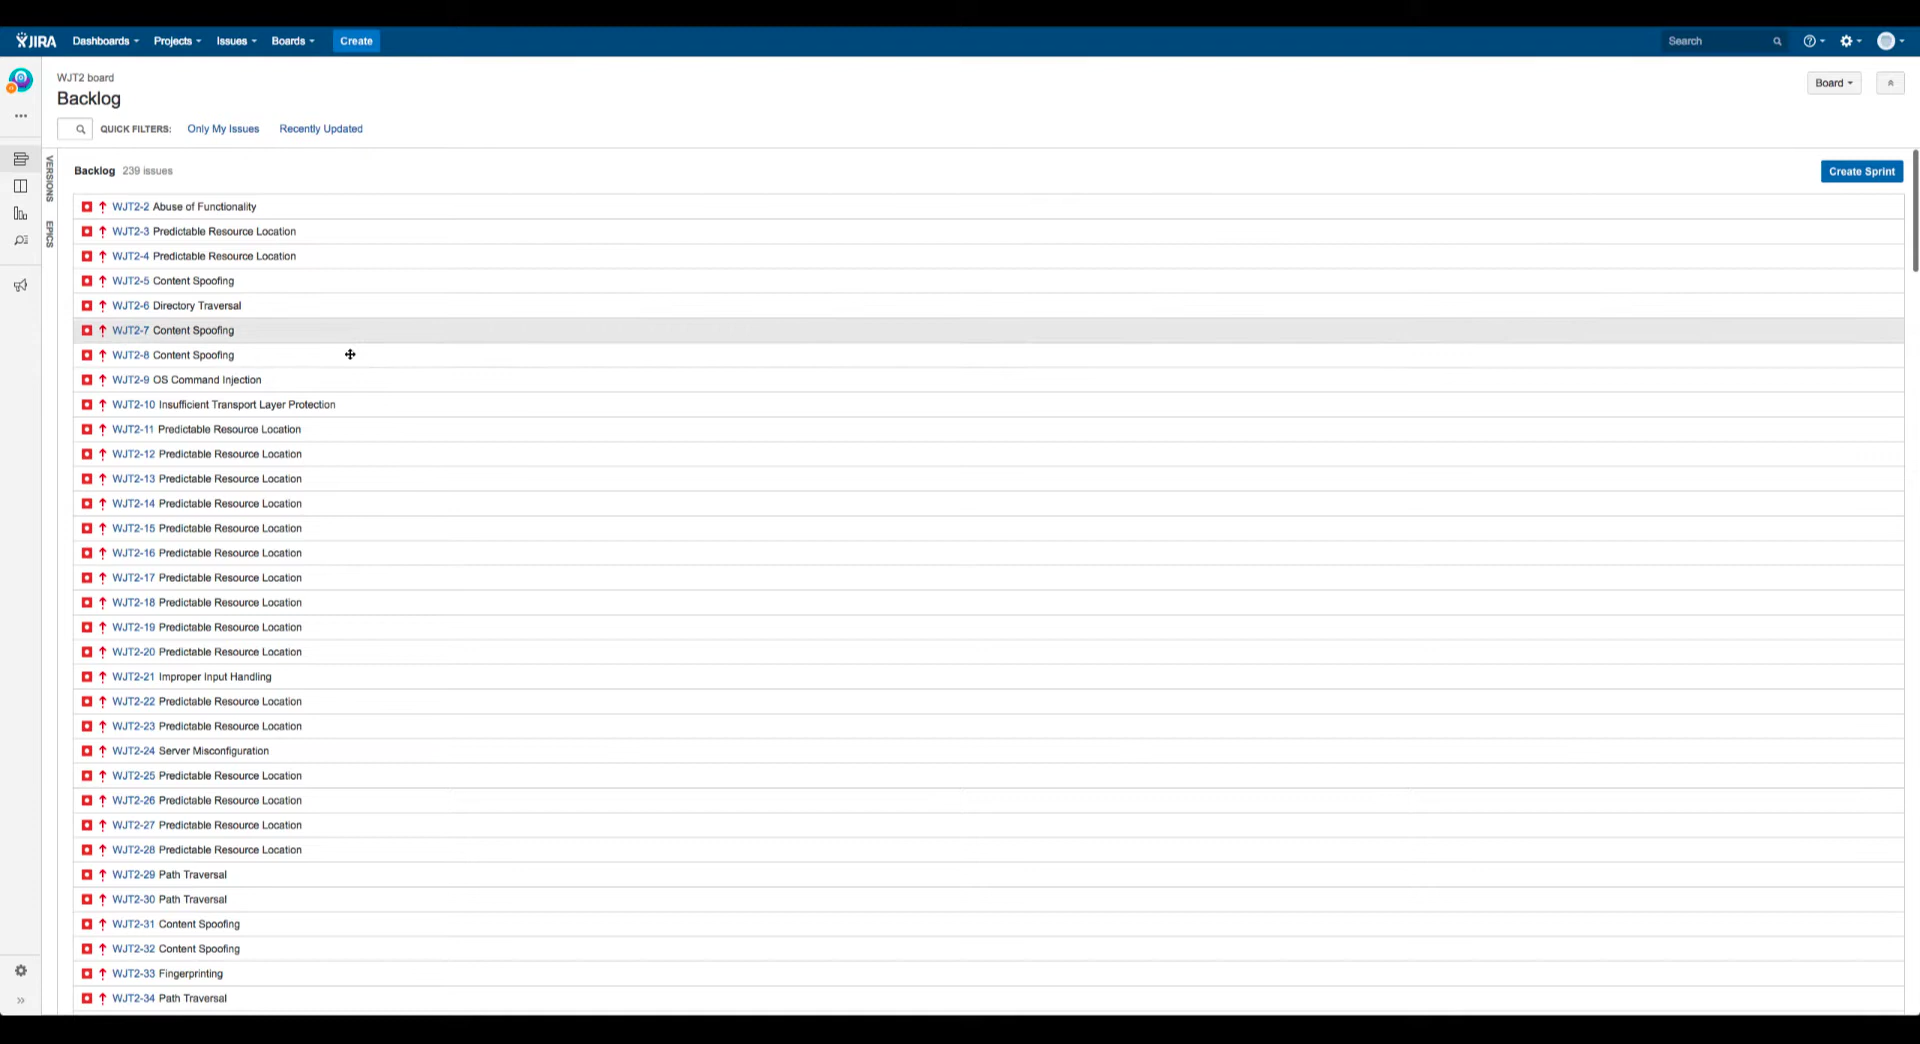 JIRA Dashboards Projects Issues Boards Create Search
WJT2 board
Board
Backlog
QUICK FILTERS: Only My Issues Recently Updated
VERSIONS
EPICS
Backlog 239 issues
Create Sprint
WJT2-2 Abuse of Functionality
WJT2-3 Predictable Resource Location
WJT2-4 Predictable Resource Location
WJT2-5 Content Spoofing
WJT2-6 Directory Traversal
WJT2-7 Content Spoofing
WJT2-8 Content Spoofing
WJT2-9 OS Command Injection
WJT2-10 Insufficient Transport Layer Protection
WJT2-11 Predictable Resource Location
WJT2-12 Predictable Resource Location
WJT2-13 Predictable Resource Location
WJT2-14 Predictable Resource Location
WJT2-15 Predictable Resource Location
WJT2-16 Predictable Resource Location
WJT2-17 Predictable Resource Location
WJT2-18 Predictable Resource Location
WJT2-19 Predictable Resource Location
WJT2-20 Predictable Resource Location
WJT2-21 Improper Input Handling
WJT2-22 Predictable Resource Location
WJT2-23 Predictable Resource Location
WJT2-24 Server Misconfiguration
WJT2-25 Predictable Resource Location
WJT2-26 Predictable Resource Location
WJT2-27 Predictable Resource Location
WJT2-28 Predictable Resource Location
WJT2-29 Path Traversal
WJT2-30 Path Traversal
WJT2-31 Content Spoofing
WJT2-32 Content Spoofing
WJT2-33 Fingerprinting
WJT2-34 Path Traversal